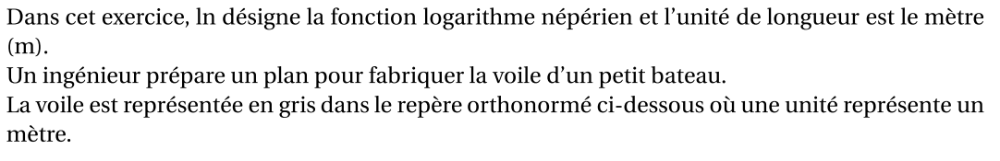 Dans cet exercice, ln désigne la fonction logarithme népérien et l’unité de longueur est le mètre
(m).
Un ingénieur prépare un plan pour fabriquer la voile d’un petit bateau.
La voile est représentée en gris dans le repère orthonormé ci-dessous où une unité représente un
mètre.